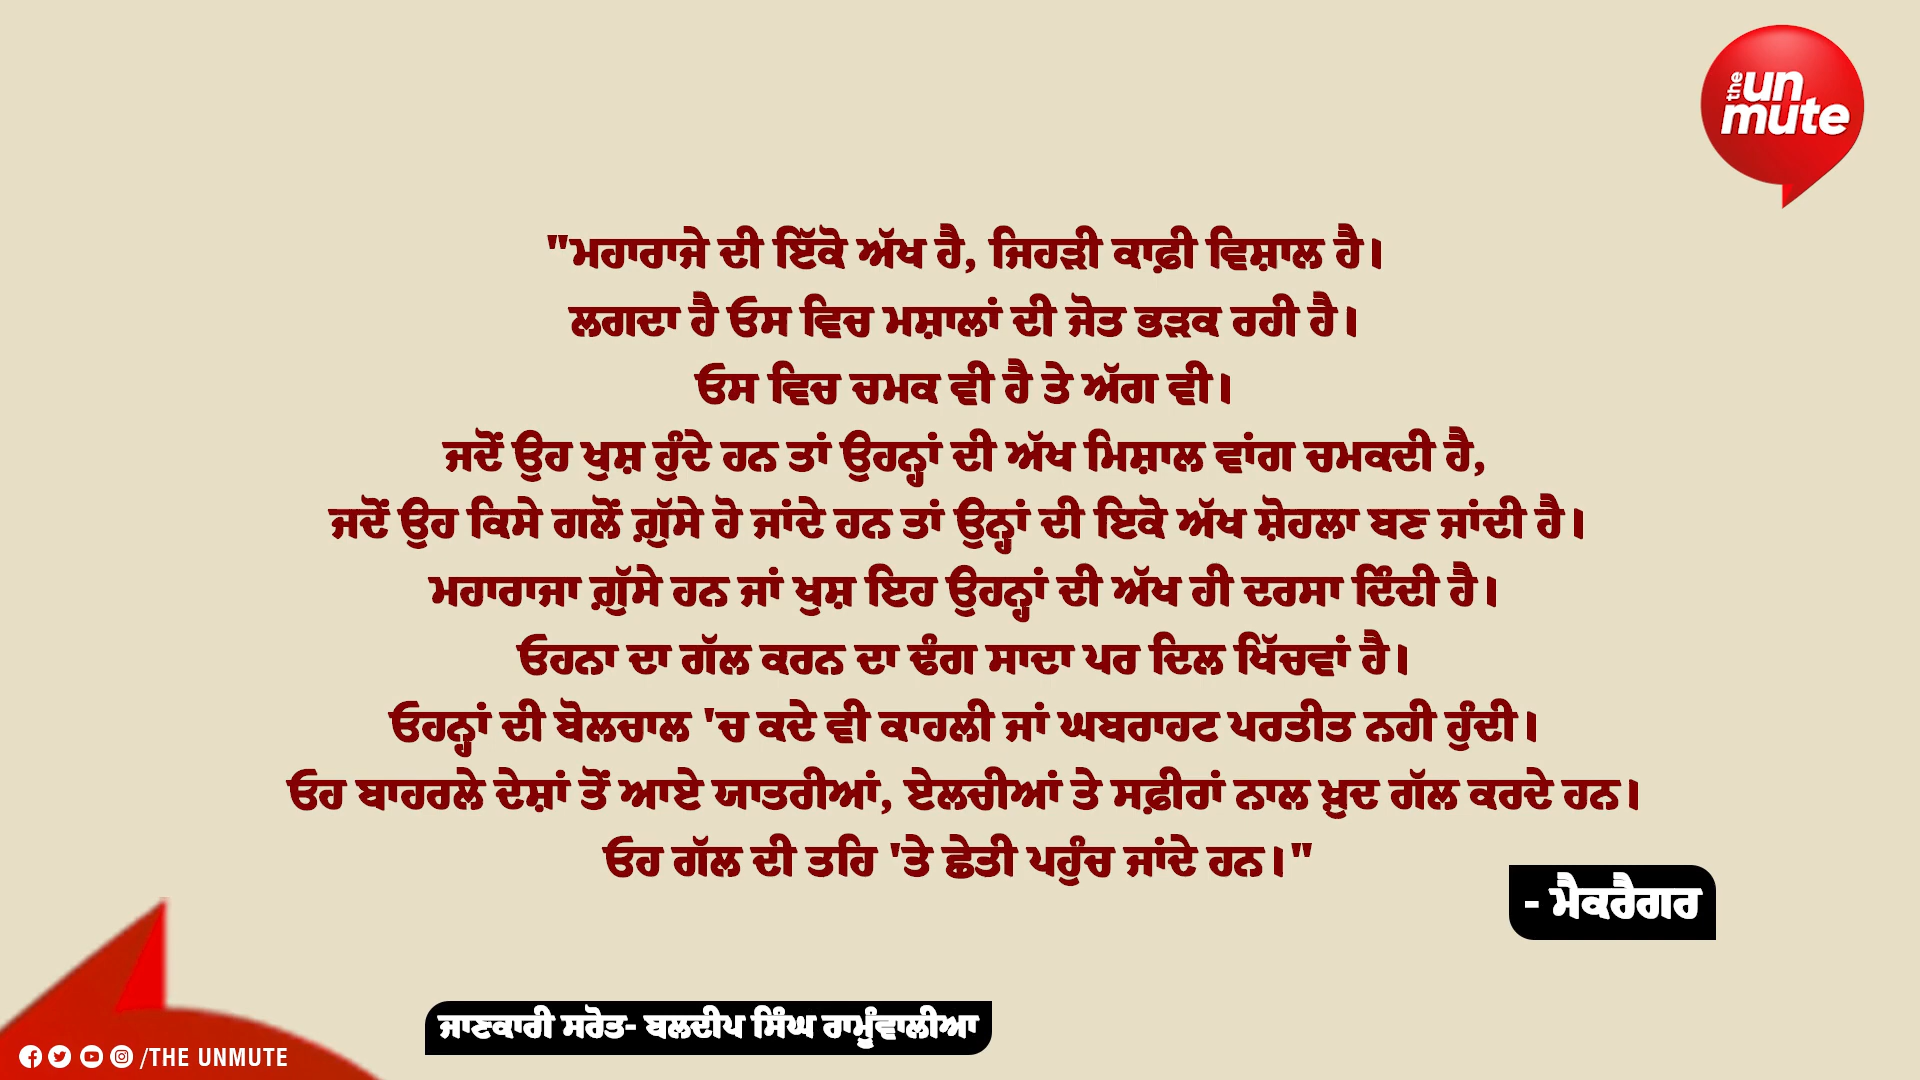 the un
mute
"ਮਹਾਰਾਜੇ ਦੀ ਇੱਕੋ ਅੱਖ ਹੈ, ਜਿਹੜੀ ਕਾਫ਼ੀ ਵਿਸ਼ਾਲ ਹੈ।
ਲਗਦਾ ਹੈ ਓਸ ਵਿਚ ਮਸ਼ਾਲਾਂ ਦੀ ਜੋਤ ਭੜਕ ਰਹੀ ਹੈ।
ਓਸ ਵਿਚ ਚਮਕ ਵੀ ਹੈ ਤੇ ਅੱਗ ਵੀ।
ਜਦੋਂ ਉਹ ਖੁਸ਼ ਹੁੰਦੇ ਹਨ ਤਾਂ ਉਹਨ੍ਹਾਂ ਦੀ ਅੱਖ ਮਿਸ਼ਾਲ ਵਾਂਗ ਚਮਕਦੀ ਹੈ,
ਜਦੋਂ ਉਹ ਕਿਸੇ ਗਲੋਂ ਗ਼ੁੱਸੇ ਹੋ ਜਾਂਦੇ ਹਨ ਤਾਂ ਉਨ੍ਹਾਂ ਦੀ ਇਕੋ ਅੱਖ ਸ਼ੋਹਲਾ ਬਣ ਜਾਂਦੀ ਹੈ।
ਮਹਾਰਾਜਾ ਗ਼ੁੱਸੇ ਹਨ ਜਾਂ ਖੁਸ਼ ਇਹ ਉਹਨ੍ਹਾਂ ਦੀ ਅੱਖ ਹੀ ਦਰਸਾ ਦਿੰਦੀ ਹੈ।
ਓਹਨਾ ਦਾ ਗੱਲ ਕਰਨ ਦਾ ਢੰਗ ਸਾਦਾ ਪਰ ਦਿਲ ਖਿੱਚਵਾਂ ਹੈ।
ਓਹਨ੍ਹਾਂ ਦੀ ਬੋਲਚਾਲ 'ਚ ਕਦੇ ਵੀ ਕਾਹਲੀ ਜਾਂ ਘਬਰਾਹਟ ਪਰਤੀਤ ਨਹੀ ਹੁੰਦੀ।
ਓਹ ਬਾਹਰਲੇ ਦੇਸ਼ਾਂ ਤੋਂ ਆਏ ਯਾਤਰੀਆਂ, ਏਲਚੀਆਂ ਤੇ ਸਫ਼ੀਰਾਂ ਨਾਲ ਖ਼ੁਦ ਗੱਲ ਕਰਦੇ ਹਨ।
ਓਹ ਗੱਲ ਦੀ ਤਹਿ 'ਤੇ ਛੇਤੀ ਪਹੁੰਚ ਜਾਂਦੇ ਹਨ।"
- ਮੈਕਰੈਗਰ
ਜਾਣਕਾਰੀ ਸਰੋਤ- ਬਲਦੀਪ ਸਿੰਘ ਰਾਮੂੰਵਾਲੀਆ
/THE UNMUTE